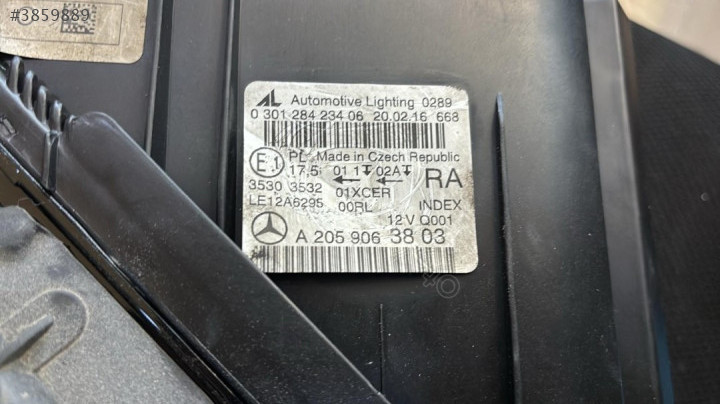 #3859889
AL Automotive Lighting 0289
0 301 284 234 06 20.02.16 668
E1 PL Made in Czech Republic
17,5 01 1 02A
3530 3532 01XCER RA
LE12A6295 00RL INDEX
12 V Q001
A 205 906 38 03